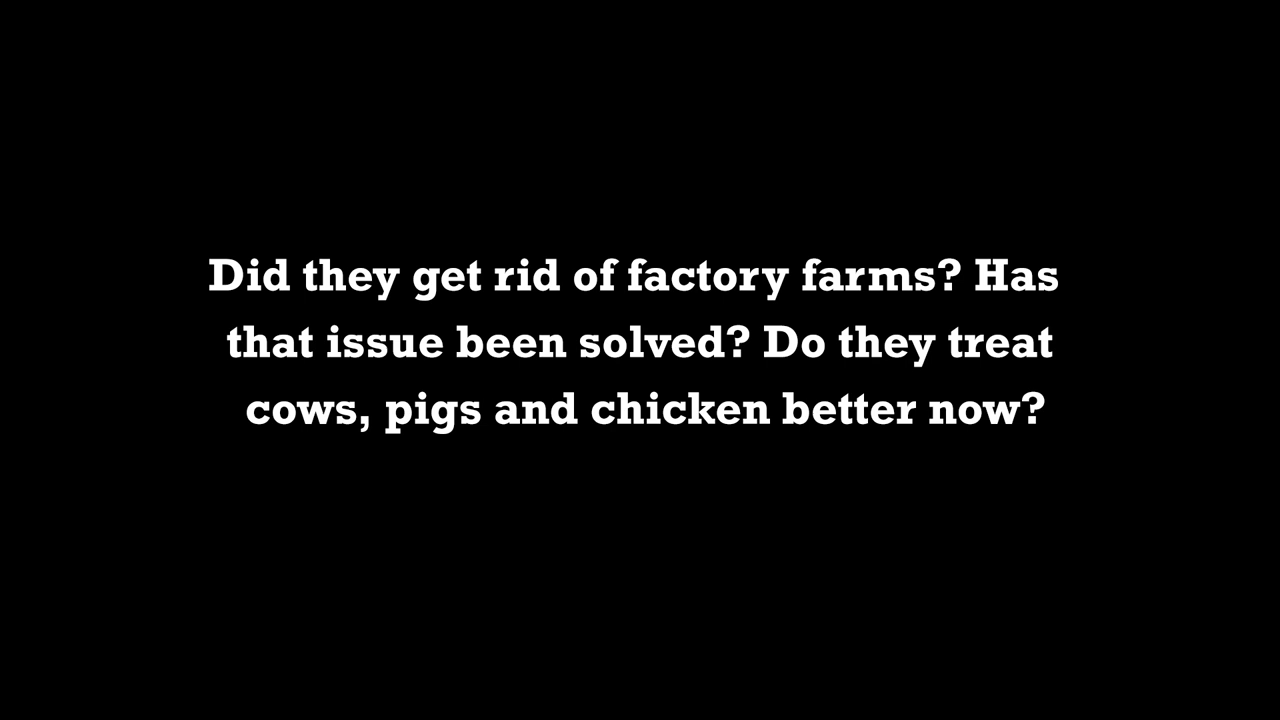 Did they get rid of factory farms? Has
that issue been solved? Do they treat
cows, pigs and chicken better now?